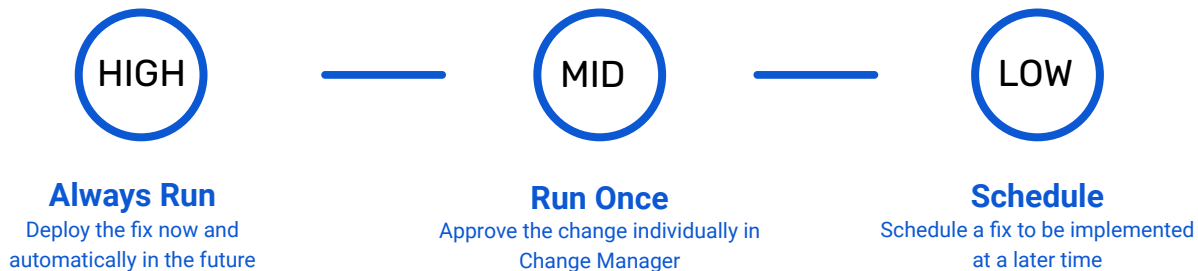 HIGH
MID
LOW
Always Run
Deploy the fix now and
automatically in the future
Run Once
Approve the change individually in
Change Manager
Schedule
Schedule a fix to be implemented
at a later time